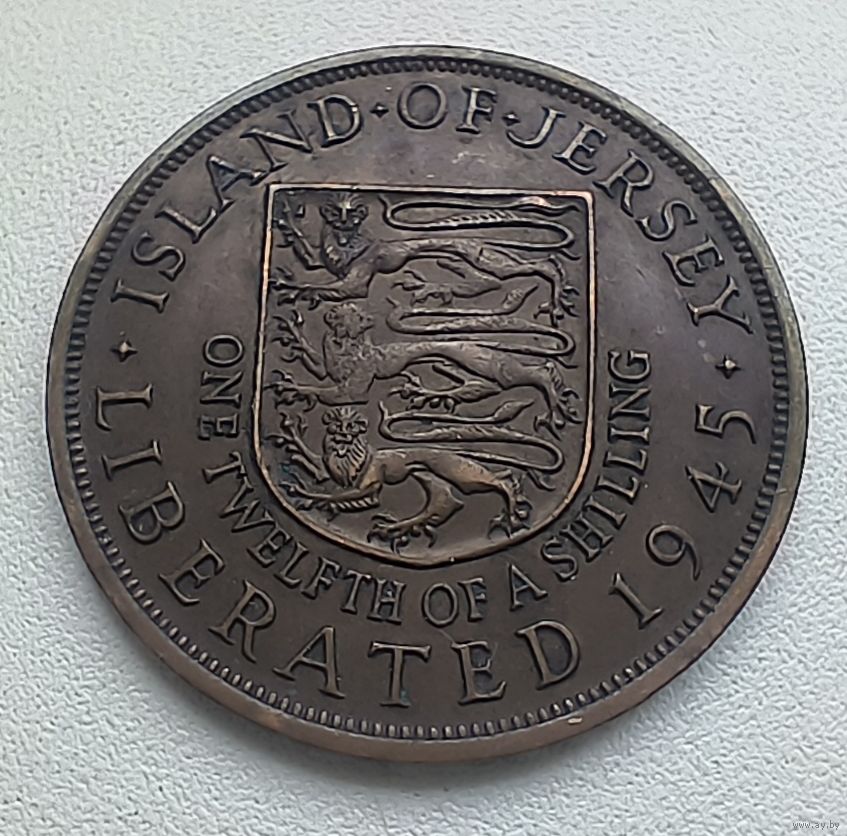 ISLAND · OF · JERSEY
ONE TWELFTH OF A SHILLING
· LIBERATED 1945 ·
www.ay.by